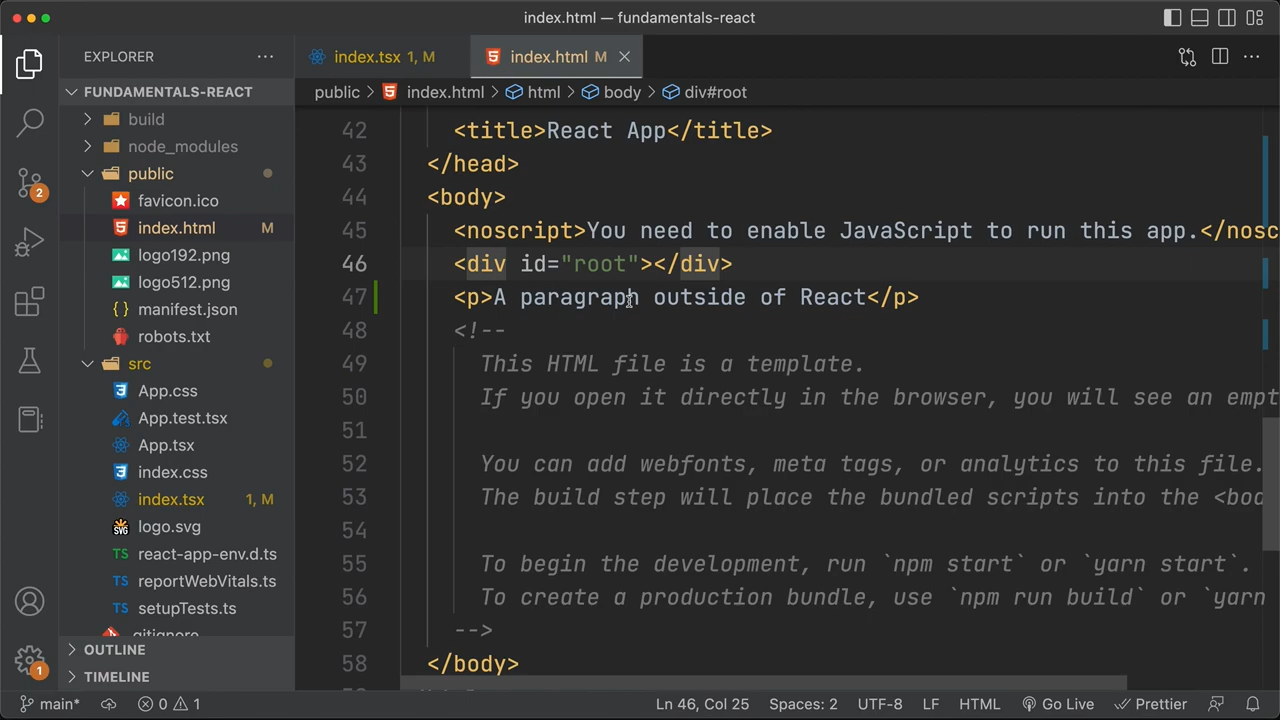 index.html — fundamentals-react
EXPLORER
index.tsx 1, M
index.html M
FUNDAMENTALS-REACT
public > index.html > html > body > div#root
build
node_modules
public
favicon.ico
index.html M
logo192.png
logo512.png
manifest.json
robots.txt
src
App.css
App.test.tsx
App.tsx
index.css
index.tsx 1, M
logo.svg
react-app-env.d.ts
reportWebVitals.ts
setupTests.ts
.gitignore
OUTLINE
TIMELINE
42 <title>React App</title>
43 </head>
44 <body>
45 <noscript>You need to enable JavaScript to run this app.</nosc
46 <div id="root"></div>
47 <p>A paragraph outside of React</p>
48 <!--
49 This HTML file is a template.
50 If you open it directly in the browser, you will see an empt
51
52 You can add webfonts, meta tags, or analytics to this file.
53 The build step will place the bundled scripts into the <bod
54
55 To begin the development, run `npm start` or `yarn start`.
56 To create a production bundle, use `npm run build` or `yarn
57 -->
58 </body>
2
1
main* 0 1 Ln 46, Col 25 Spaces: 2 UTF-8 LF HTML Go Live Prettier